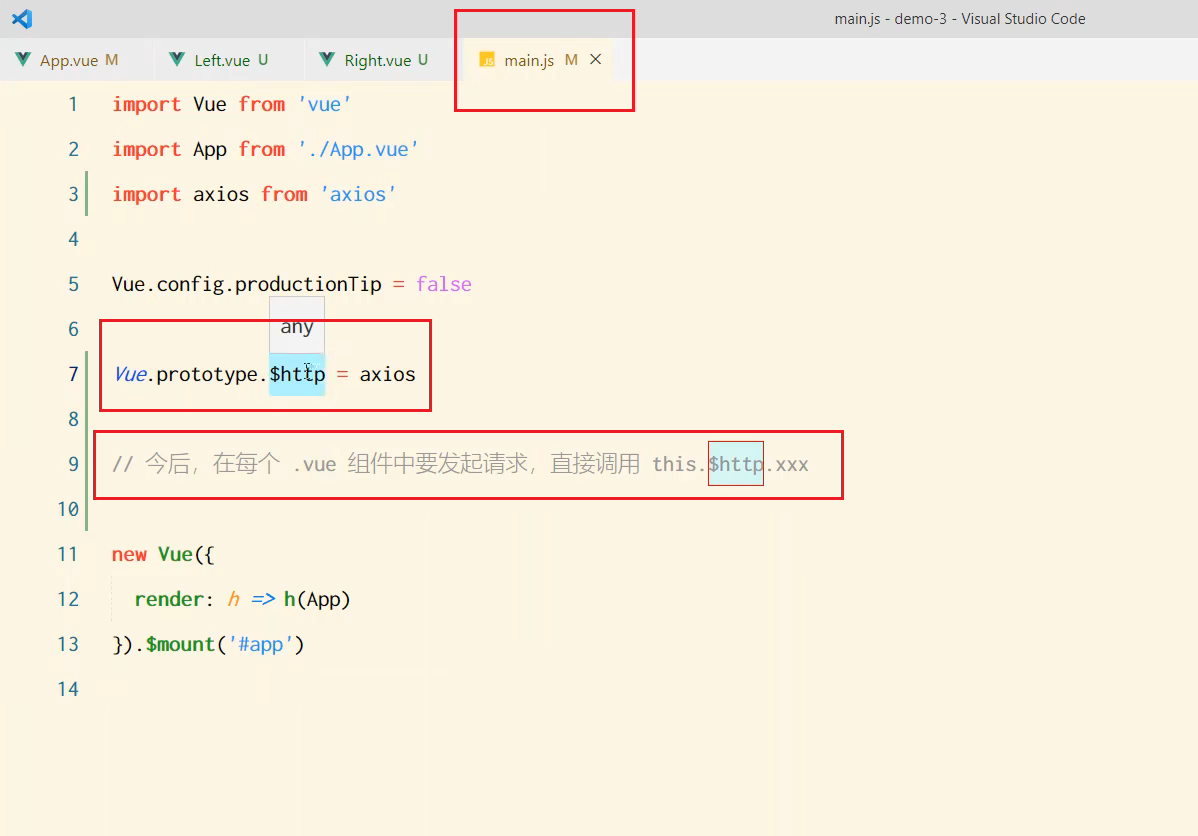 main.js - demo-3 - Visual Studio Code
App.vue M Left.vue U Right.vue U JS main.js M ×
1 import Vue from 'vue'
2 import App from './App.vue'
3 import axios from 'axios'
4
5 Vue.config.productionTip = false
any
6
7 Vue.prototype.$http = axios
8
9 // 今后，在每个 .vue 组件中要发起请求，直接调用 this.$http.xxx
10
11 new Vue({
12 render: h => h(App)
13 }).$mount('#app')
14